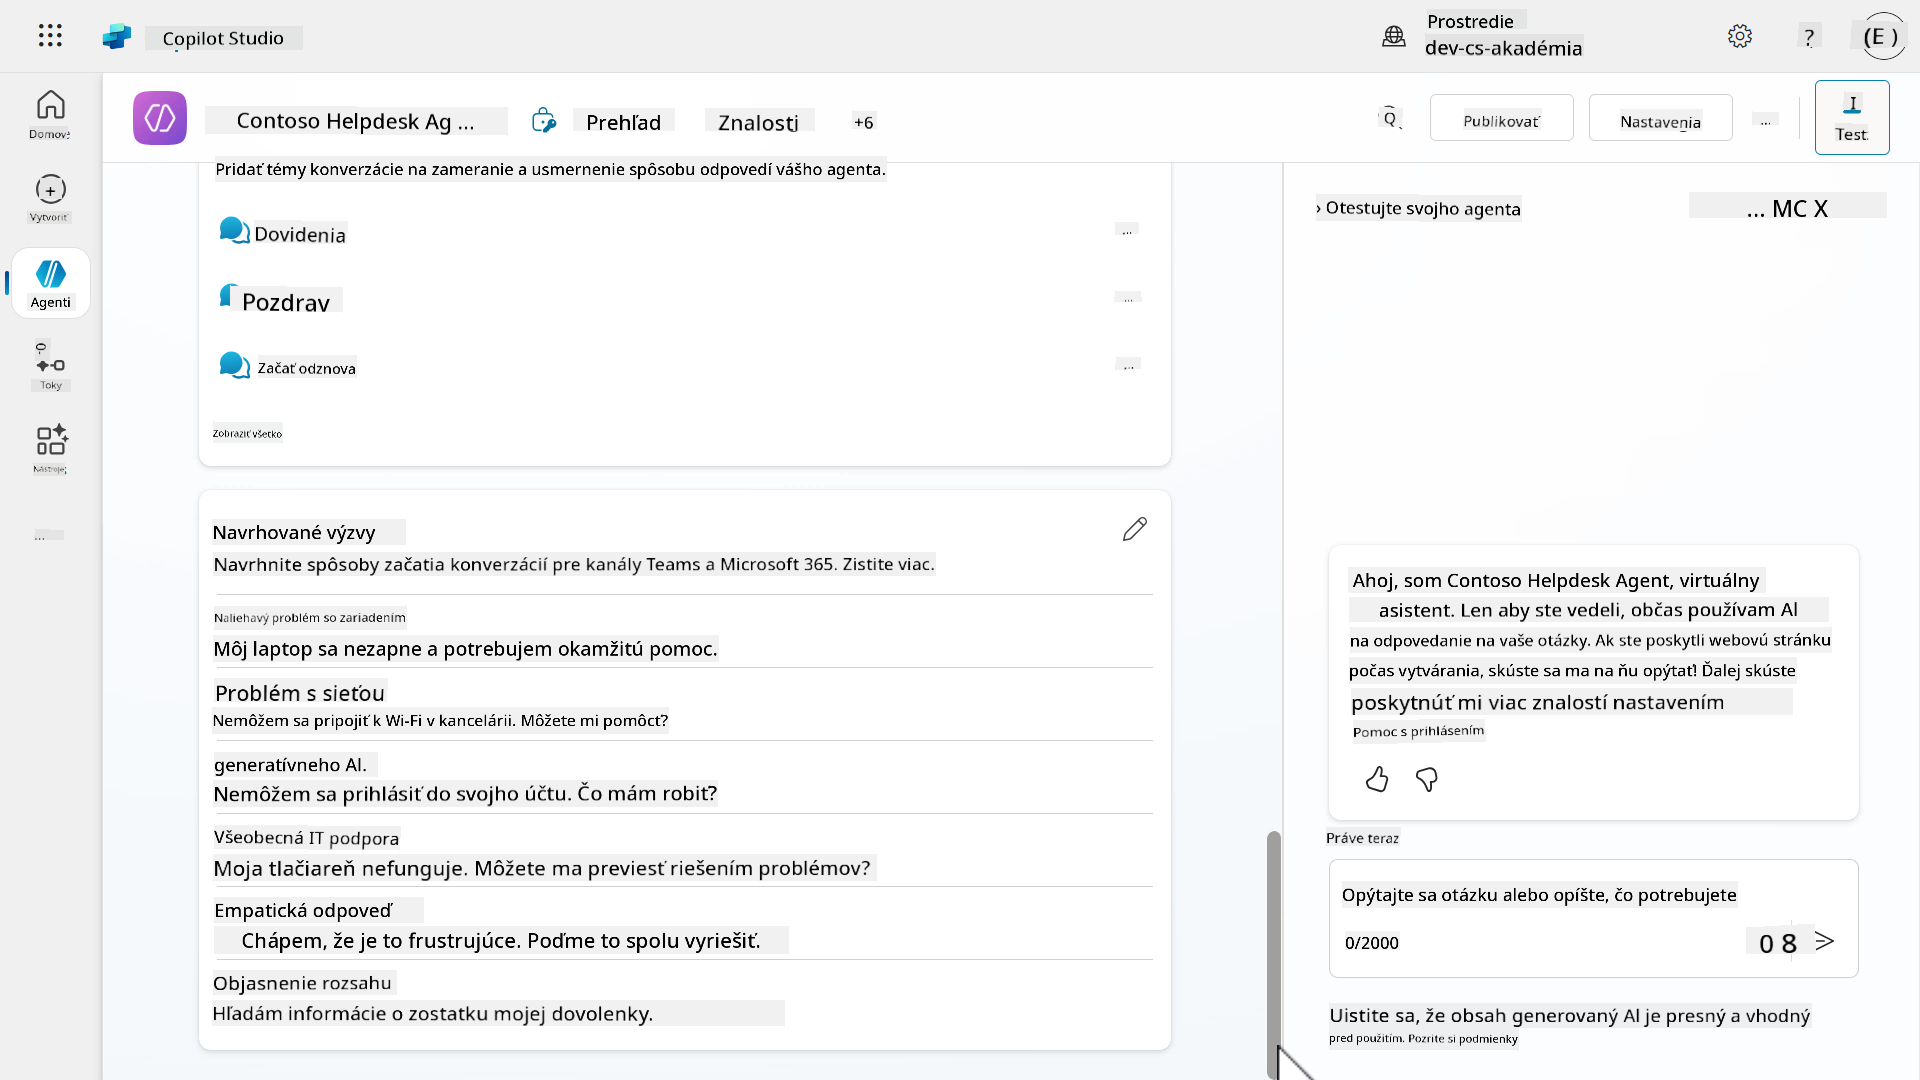 Copilot Studio
Prostredie
dev-cs-akadémia
?
(E )
Domov
Contoso Helpdesk Ag ...
Prehľad
Znalosti
+6
Publikovať
Nastavenia
...
Test
Pridať témy konverzácie na zameranie a usmernenie spôsobu odpovedí vášho agenta.
Vytvoriť
› Otestujte svojho agenta
... MC X
Dovidenia
...
Agenti
Pozdrav
...
Toky
Začať odznova
...
Zobraziť všetko
Nástroje
...
Navrhované výzvy
Navrhnite spôsoby začatia konverzácií pre kanály Teams a Microsoft 365. Zistite viac.
Naliehavý problém so zariadením
Môj laptop sa nezapne a potrebujem okamžitú pomoc.
Problém s sieťou
Nemôžem sa pripojiť k Wi-Fi v kancelárii. Môžete mi pomôcť?
generatívneho AI.
Nemôžem sa prihlásiť do svojho účtu. Čo mám robiť?
Všeobecná IT podpora
Moja tlačiareň nefunguje. Môžete ma previesť riešením problémov?
Empatická odpoveď
Chápem, že je to frustrujúce. Poďme to spolu vyriešiť.
Objasnenie rozsahu
Hľadám informácie o zostatku mojej dovolenky.
Ahoj, som Contoso Helpdesk Agent, virtuálny
asistent. Len aby ste vedeli, občas používam AI
na odpovedanie na vaše otázky. Ak ste poskytli webovú stránku
počas vytvárania, skúste sa ma na ňu opýtať! Ďalej skúste
poskytnúť mi viac znalostí nastavením
Pomoc s prihlásením
Práve teraz
Opýtajte sa otázku alebo opíšte, čo potrebujete
0/2000
0 8
Uistite sa, že obsah generovaný AI je presný a vhodný
pred použitím. Pozrite si podmienky